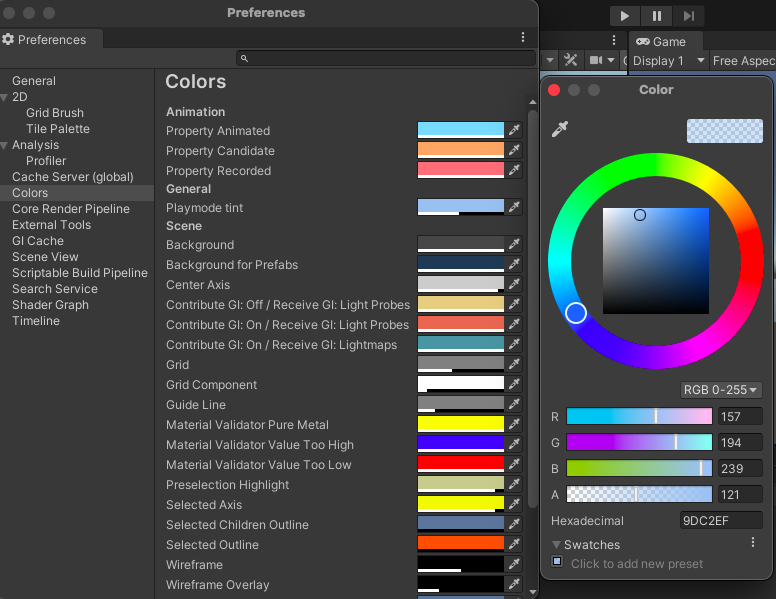 Preferences
Preferences
General
2D
Grid Brush
Tile Palette
Analysis
Profiler
Cache Server (global)
Colors
Core Render Pipeline
External Tools
GI Cache
Scene View
Scriptable Build Pipeline
Search Service
Shader Graph
Timeline
Colors
Animation
Property Animated
Property Candidate
Property Recorded
General
Playmode tint
Scene
Background
Background for Prefabs
Center Axis
Contribute GI: Off / Receive GI: Light Probes
Contribute GI: On / Receive GI: Light Probes
Contribute GI: On / Receive GI: Lightmaps
Grid
Grid Component
Guide Line
Material Validator Pure Metal
Material Validator Value Too High
Material Validator Value Too Low
Preselection Highlight
Selected Axis
Selected Children Outline
Selected Outline
Wireframe
Wireframe Overlay
Game
Display 1
Free Aspec
Color
RGB 0-255
R 157
G 194
B 239
A 121
Hexadecimal 9DC2EF
Swatches
Click to add new preset